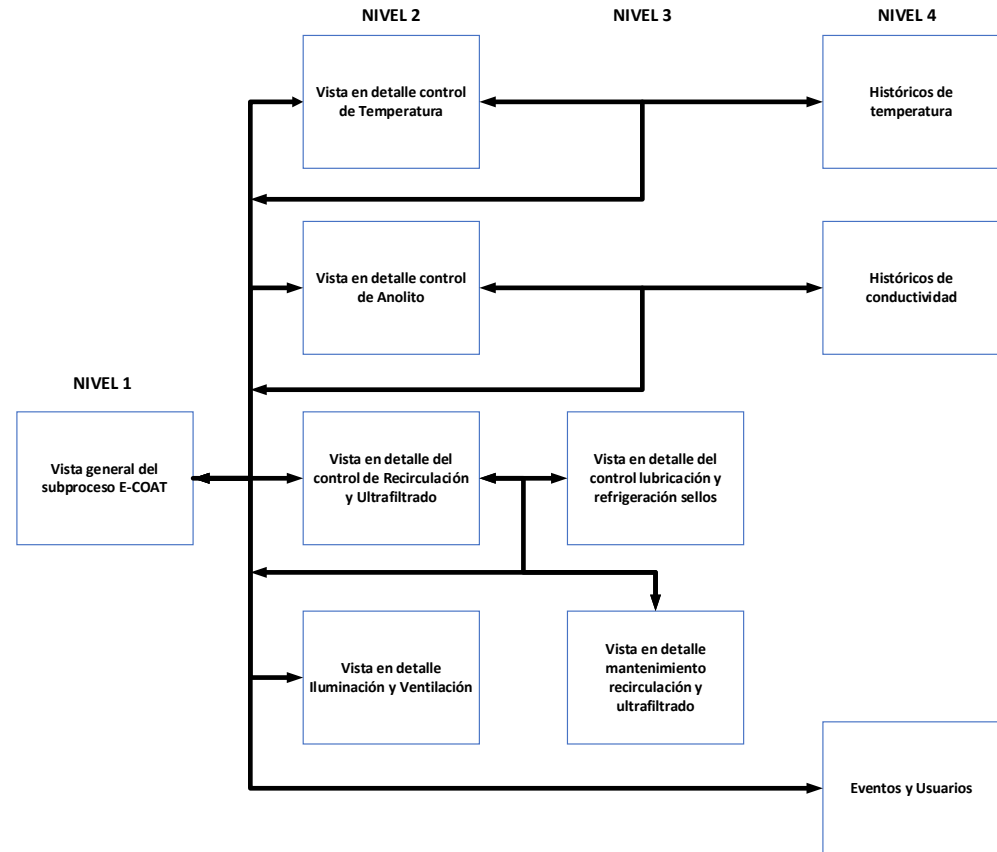 NIVEL 2
NIVEL 3
NIVEL 4
Vista en detalle control
de Temperatura
Históricos de
temperatura
Vista en detalle control
de Anolito
Históricos de
conductividad
NIVEL 1
Vista general del
subproceso E-COAT
Vista en detalle del
control de Recirculación
y Ultrafiltrado
Vista en detalle del
control lubricación y
refrigeración sellos
Vista en detalle
Iluminación y Ventilación
Vista en detalle
mantenimiento
recirculación y
ultrafiltrado
Eventos y Usuarios